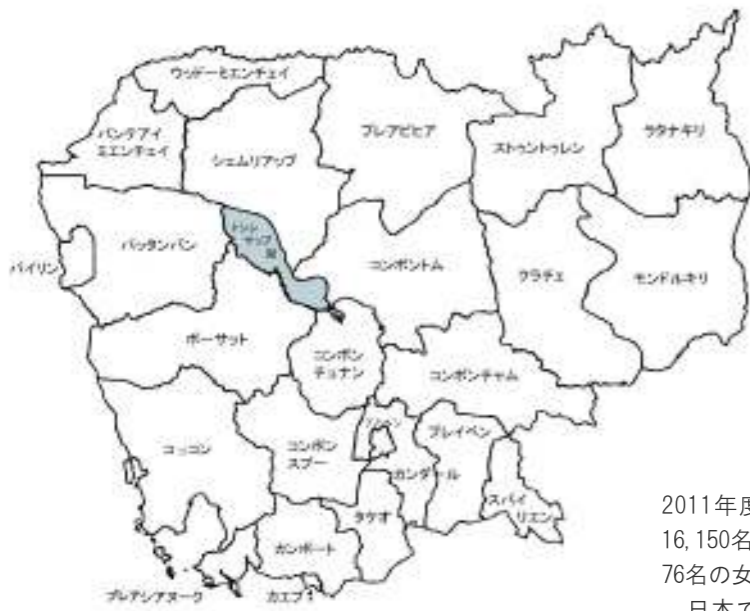 ウッドーミエンチェイ
バンテアイ
ミエンチェイ
シェムリアップ
プレアビヒア
ストゥントゥレン
ラタナキリ
トンレ
サップ
湖
バッタンバン
パイリン
コンポントム
クラチェ
モンドルキリ
ポーサット
コンポン
チュナン
コンポンチャム
コッコン
コンポン
スプー
プレイベン
カンダール
スバイ
リエン
タケオ
カンポート
プレアシアヌーク
カエプ
2011年度
16,150名
76名の女
日本で